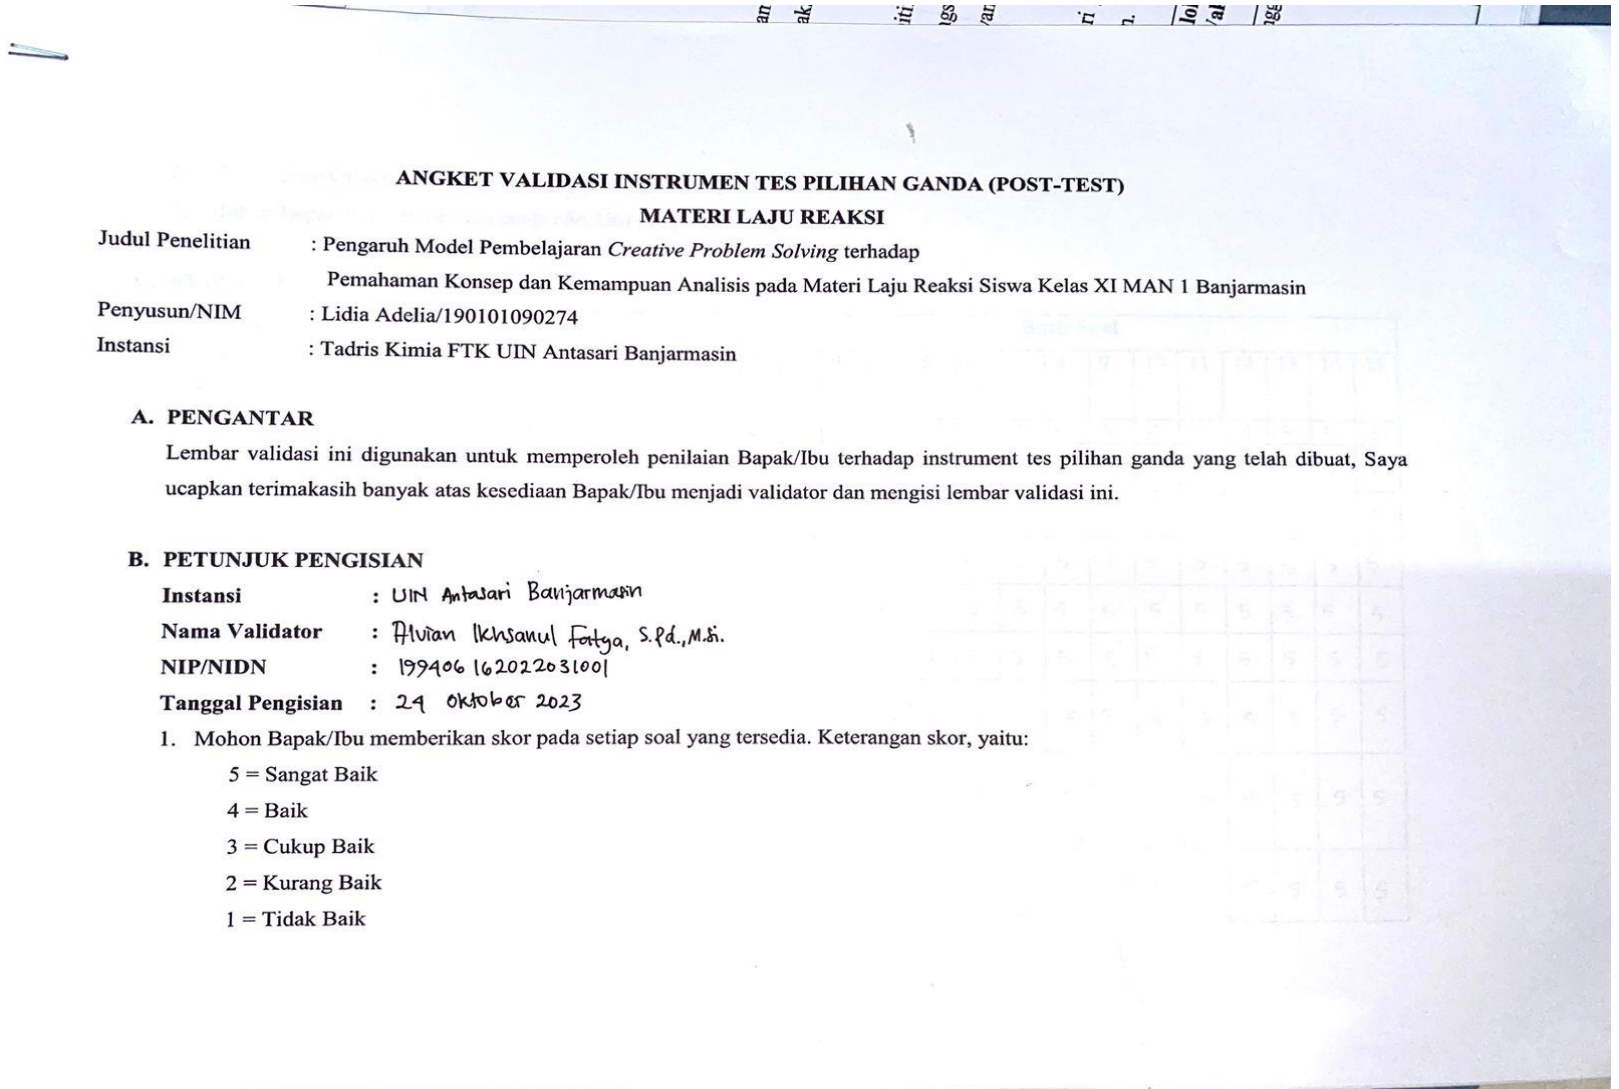 ANGKET VALIDASI INSTRUMEN TES PILIHAN GANDA (POST-TEST)
MATERI LAJU REAKSI
Judul Penelitian : Pengaruh Model Pembelajaran Creative Problem Solving terhadap
Pemahaman Konsep dan Kemampuan Analisis pada Materi Laju Reaksi Siswa Kelas XI MAN 1 Banjarmasin
Penyusun/NIM : Lidia Adelia/190101090274
Instansi : Tadris Kimia FTK UIN Antasari Banjarmasin
A. PENGANTAR
Lembar validasi ini digunakan untuk memperoleh penilaian Bapak/Ibu terhadap instrument tes pilihan ganda yang telah dibuat, Saya
ucapkan terimakasih banyak atas kesediaan Bapak/Ibu menjadi validator dan mengisi lembar validasi ini.
B. PETUNJUK PENGISIAN
Instansi : UIN Antasari Banjarmasin
Nama Validator : Alvian Ikhsanul Fatya, S.Pd., M.Si.
NIP/NIDN : 199406162022031001
Tanggal Pengisian : 24 Oktober 2023
1. Mohon Bapak/Ibu memberikan skor pada setiap soal yang tersedia. Keterangan skor, yaitu:
5 = Sangat Baik
4 = Baik
3 = Cukup Baik
2 = Kurang Baik
1 = Tidak Baik